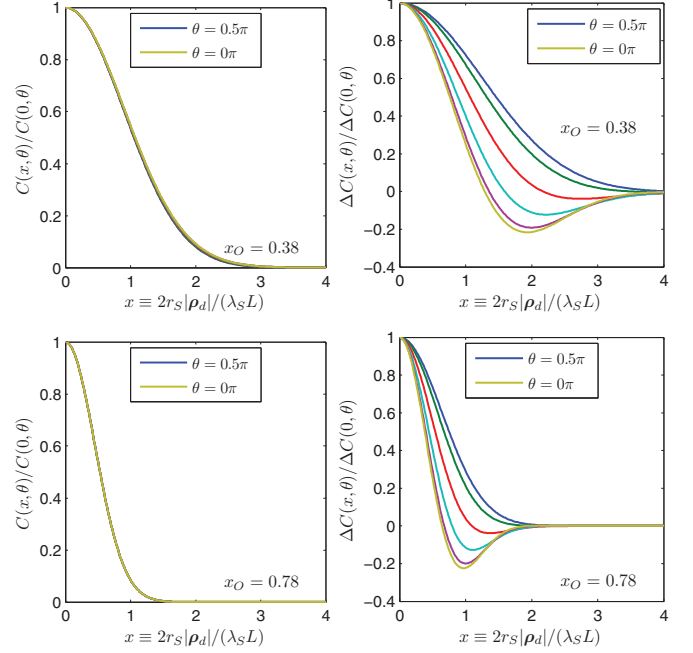 1
0.8
0.6
0.4
0.2
0
C(x, θ)/C(0, θ)
θ = 0.5π
θ = 0π
x_O = 0.38
0 1 2 3 4
x ≡ 2r_S|ρ_d|/(λ_S L)
1
0.8
0.6
0.4
0.2
0
−0.2
−0.4
ΔC(x, θ)/ΔC(0, θ)
θ = 0.5π
θ = 0π
x_O = 0.38
0 1 2 3 4
x ≡ 2r_S|ρ_d|/(λ_S L)
1
0.8
0.6
0.4
0.2
0
C(x, θ)/C(0, θ)
θ = 0.5π
θ = 0π
x_O = 0.78
0 1 2 3 4
x ≡ 2r_S|ρ_d|/(λ_S L)
1
0.8
0.6
0.4
0.2
0
−0.2
−0.4
ΔC(x, θ)/ΔC(0, θ)
θ = 0.5π
θ = 0π
x_O = 0.78
0 1 2 3 4
x ≡ 2r_S|ρ_d|/(λ_S L)